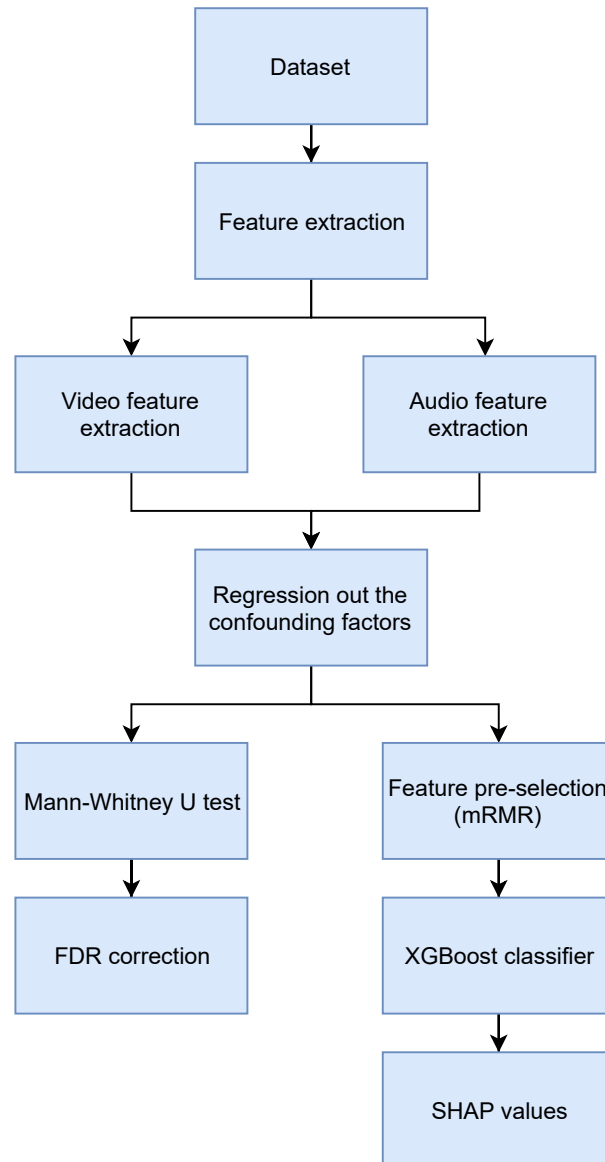 Dataset
Feature extraction
Video feature
extraction
Audio feature
extraction
Regression out the
confounding factors
Mann-Whitney U test
Feature pre-selection
(mRMR)
FDR correction
XGBoost classifier
SHAP values